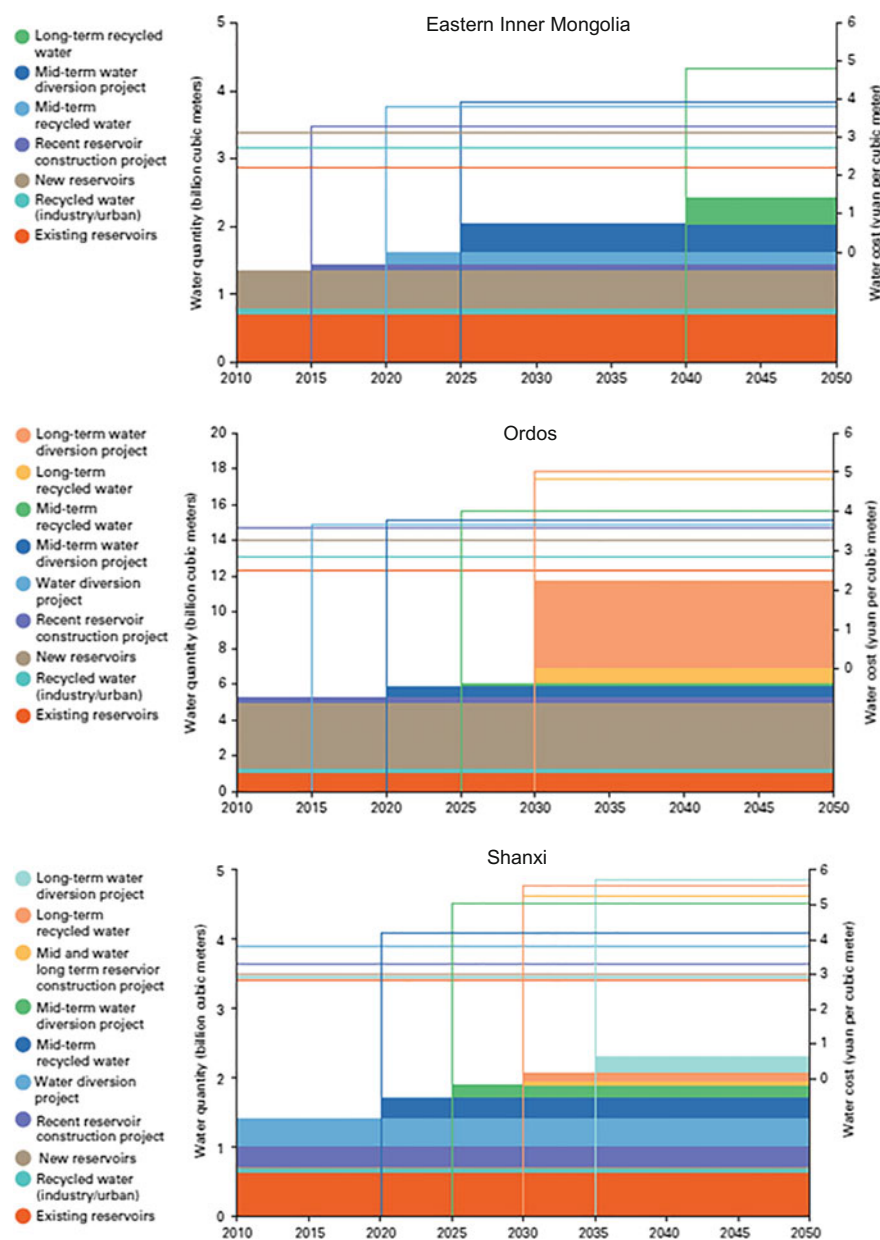 Eastern Inner Mongolia
Long-term recycled
water
Mid-term water
diversion project
Mid-term
recycled water
Recent reservoir
construction project
New reservoirs
Recycled water
(industry/urban)
Existing reservoirs
Water quantity (billion cubic meters)
5
4
3
2
1
0
6
5
4
3
2
1
0
Water cost (yuan per cubic meter)
2010 2015 2020 2025 2030 2035 2040 2045 2050
Ordos
Long-term water
diversion project
Long-term
recycled water
Mid-term
recycled water
Mid-term water
diversion project
Water diversion
project
Recent reservoir
construction project
New reservoirs
Recycled water
(industry/urban)
Existing reservoirs
Water quantity (billion cubic meters)
20
18
16
14
12
10
8
6
4
2
0
6
5
4
3
2
1
0
Water cost (yuan per cubic meter)
2010 2015 2020 2025 2030 2035 2040 2045 2050
Shanxi
Long-term water
diversion project
Long-term
recycled water
Mid and water
long term reservior
construction project
Mid-term water
diversion project
Mid-term
recycled water
Water diversion
project
Recent reservoir
construction project
New reservoirs
Recycled water
(industry/urban)
Existing reservoirs
Water quantity (billion cubic meters)
5
4
3
2
1
0
6
5
4
3
2
1
0
Water cost (yuan per cubic meter)
2010 2015 2020 2025 2030 2035 2040 2045 2050